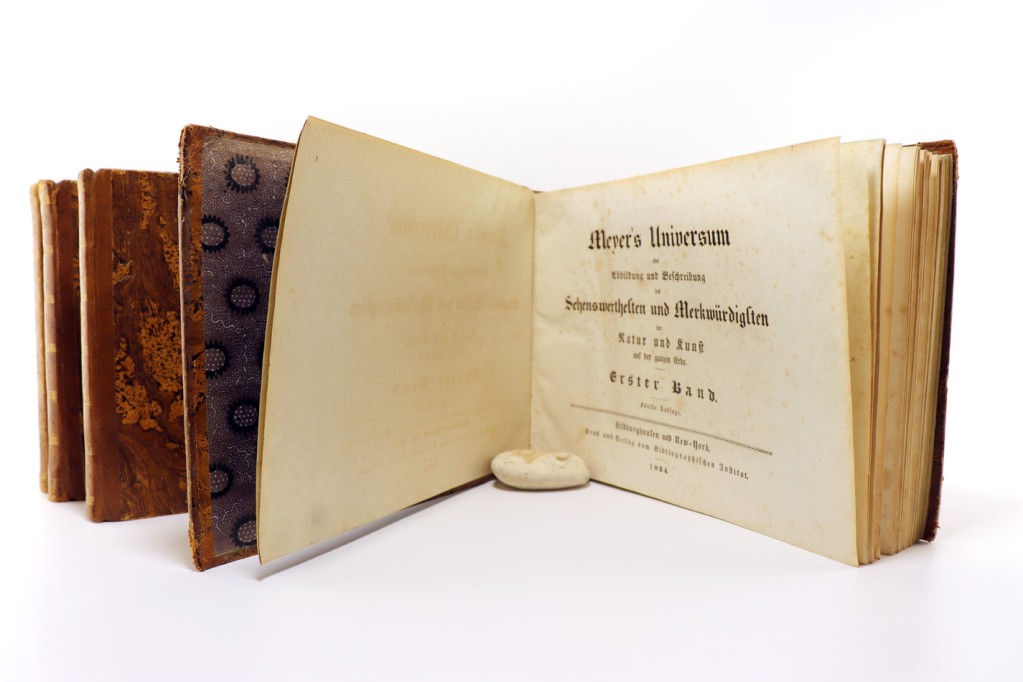 Meyer's Universum
oder
Abbildung und Beschreibung
des
Sehenswerthesten und Merkwürdigsten
der
Natur und Kunst
auf der ganzen Erde.
Erster Band.
Auflage.
Hildburghausen und New-York.
Druck und Verlag vom Bibliographischen Institut.
1834.